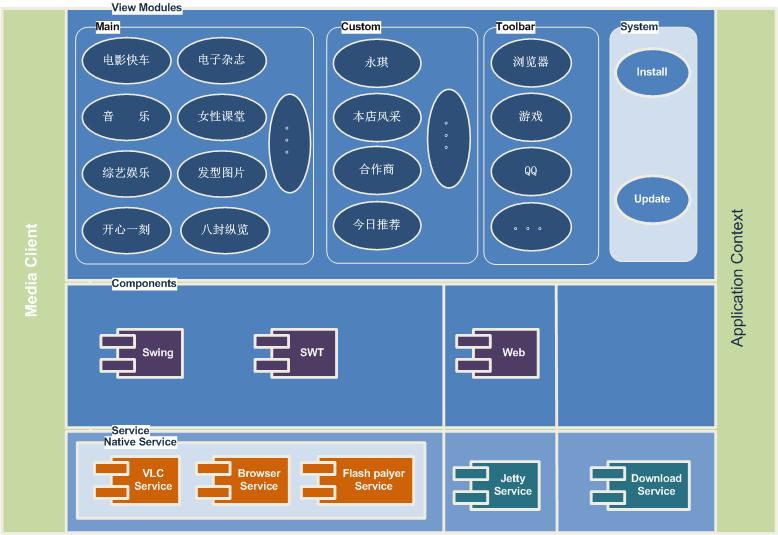 View Modules
Main
电影快车
电子杂志
音 乐
女性课堂
综艺娱乐
发型图片
开心一刻
八封纵览
。。。
Custom
永琪
本店风采
合作商
今日推荐
。。。
Toolbar
浏览器
游戏
QQ
。。。
System
Install
Update
Media Client
Application Context
Components
Swing
SWT
Web
Service
Native Service
VLC
Service
Browser
Service
Flash palyer
Service
Jetty
Service
Download
Service